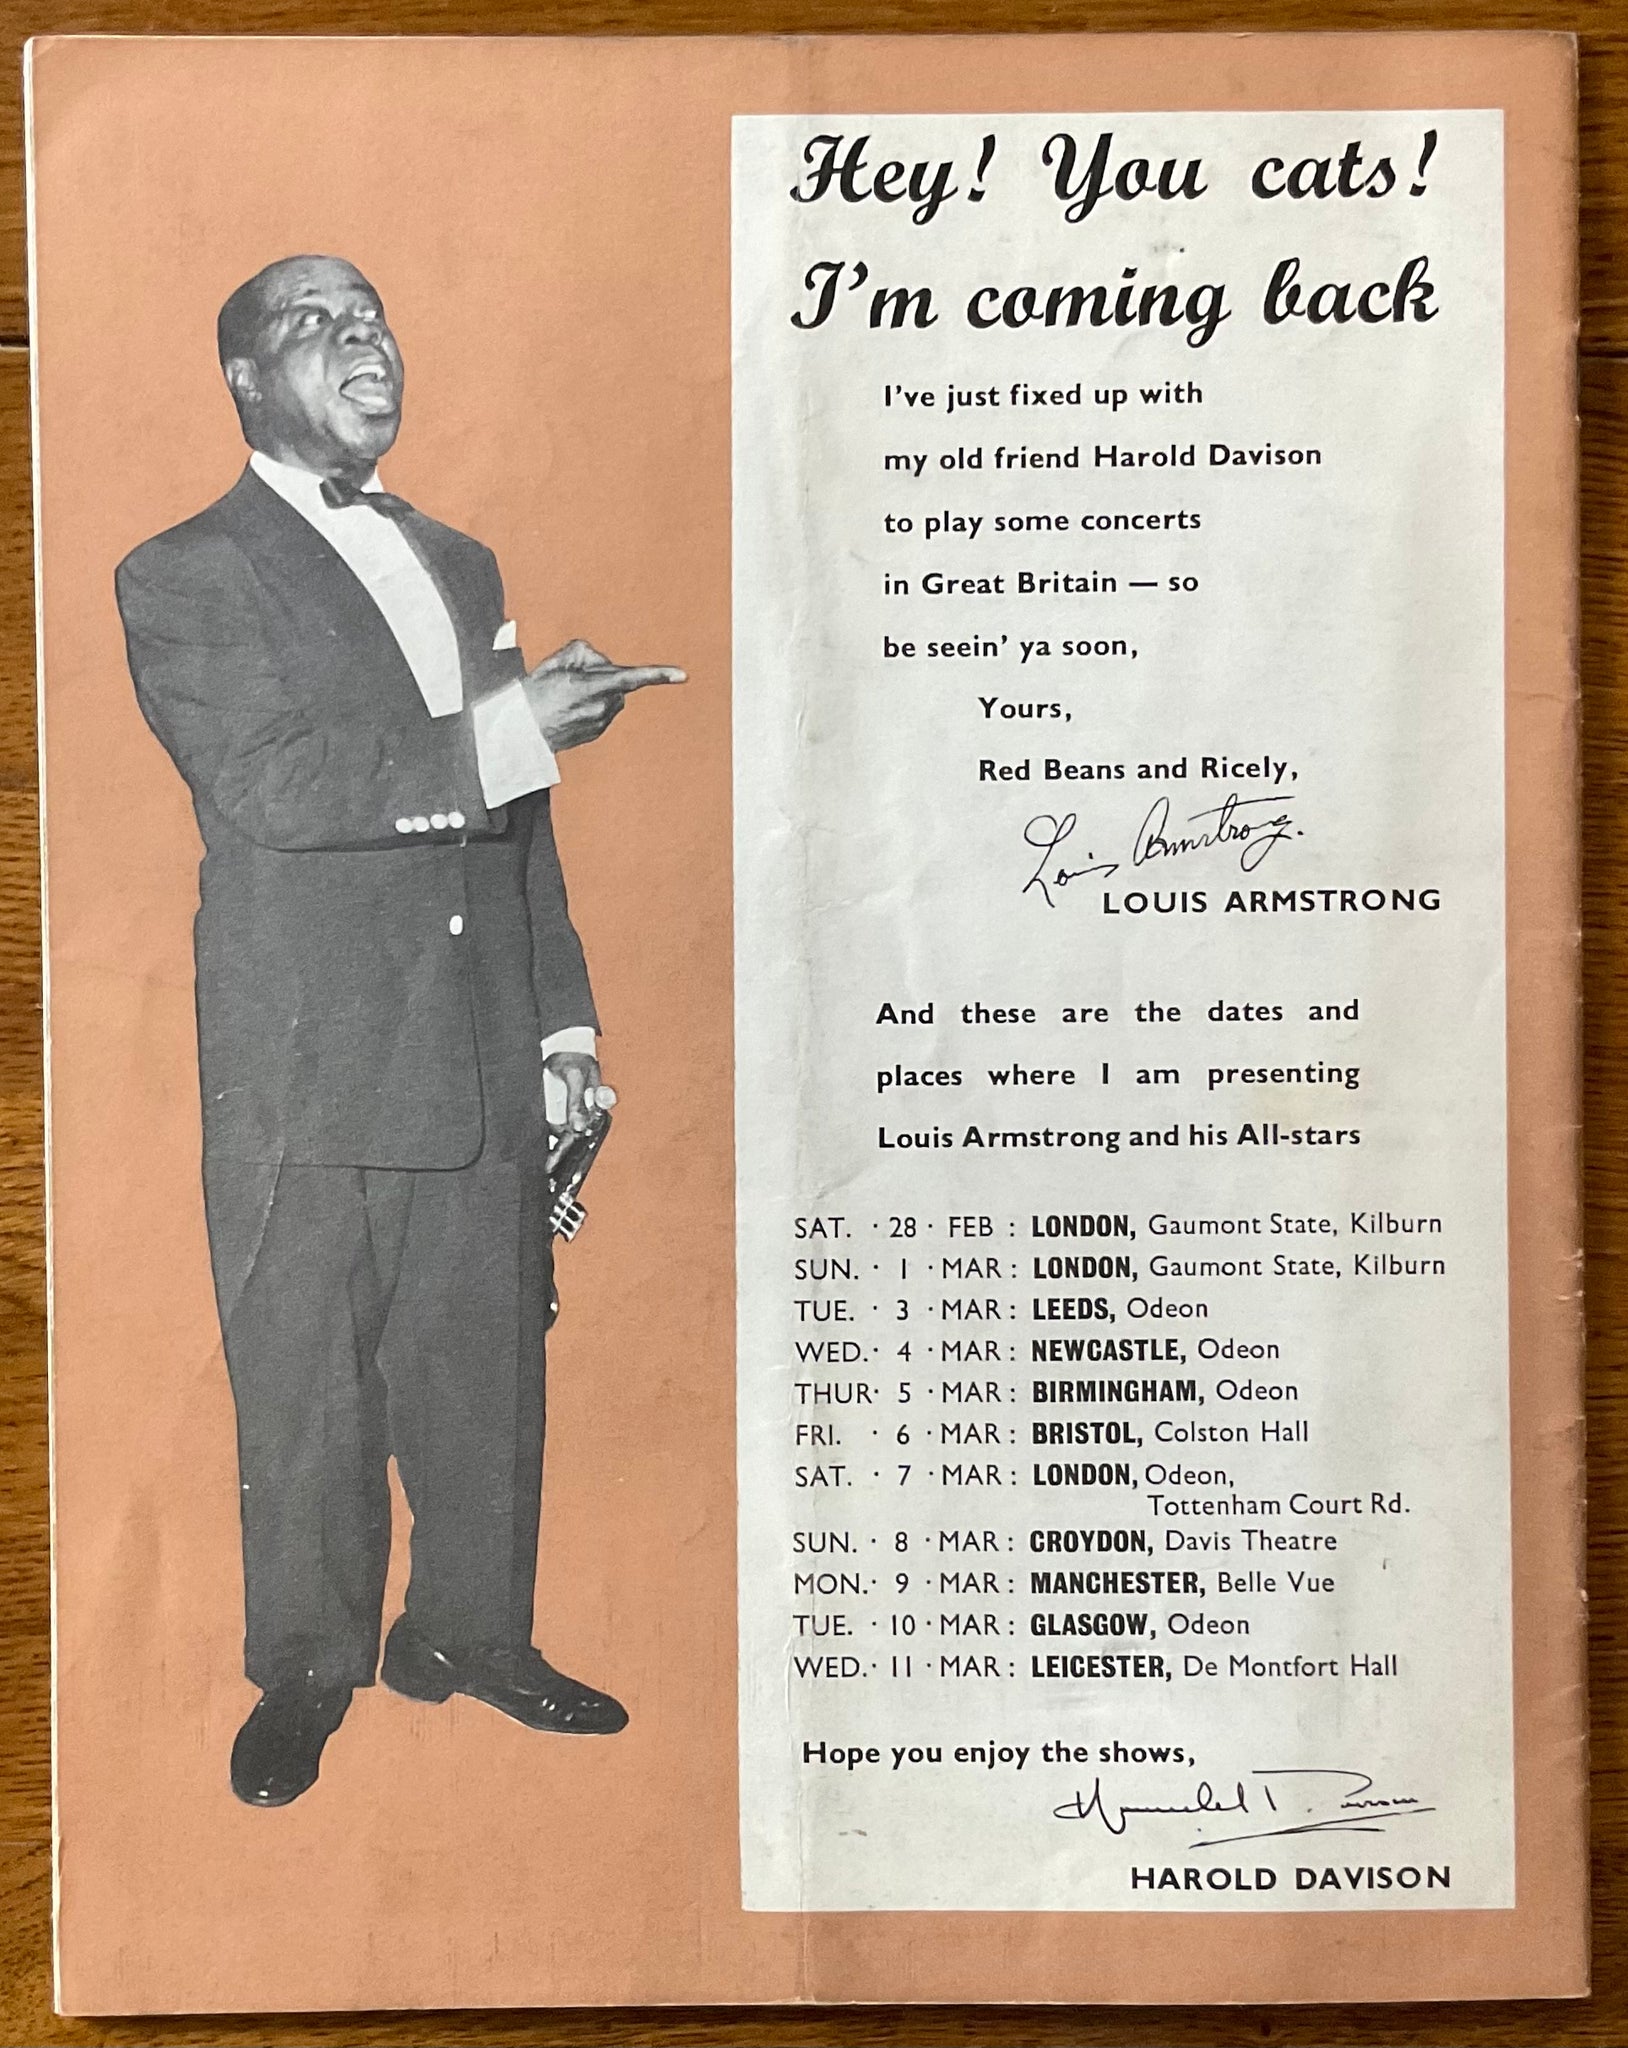 Hey! You cats!
I'm coming back
I've just fixed up with
my old friend Harold Davison
to play some concerts
in Great Britain — so
be seein' ya soon,
Yours,
Red Beans and Ricely,
Louis Armstrong.
LOUIS ARMSTRONG
And these are the dates and
places where I am presenting
Louis Armstrong and his All-stars
SAT. · 28 · FEB : LONDON, Gaumont State, Kilburn
SUN. · 1 · MAR : LONDON, Gaumont State, Kilburn
TUE. · 3 · MAR : LEEDS, Odeon
WED. · 4 · MAR : NEWCASTLE, Odeon
THUR · 5 · MAR : BIRMINGHAM, Odeon
FRI. · 6 · MAR : BRISTOL, Colston Hall
SAT. · 7 · MAR : LONDON, Odeon,
Tottenham Court Rd.
SUN. · 8 · MAR : CROYDON, Davis Theatre
MON. · 9 · MAR : MANCHESTER, Belle Vue
TUE. · 10 · MAR : GLASGOW, Odeon
WED. · 11 · MAR : LEICESTER, De Montfort Hall
Hope you enjoy the shows,
Harold Davison
HAROLD DAVISON